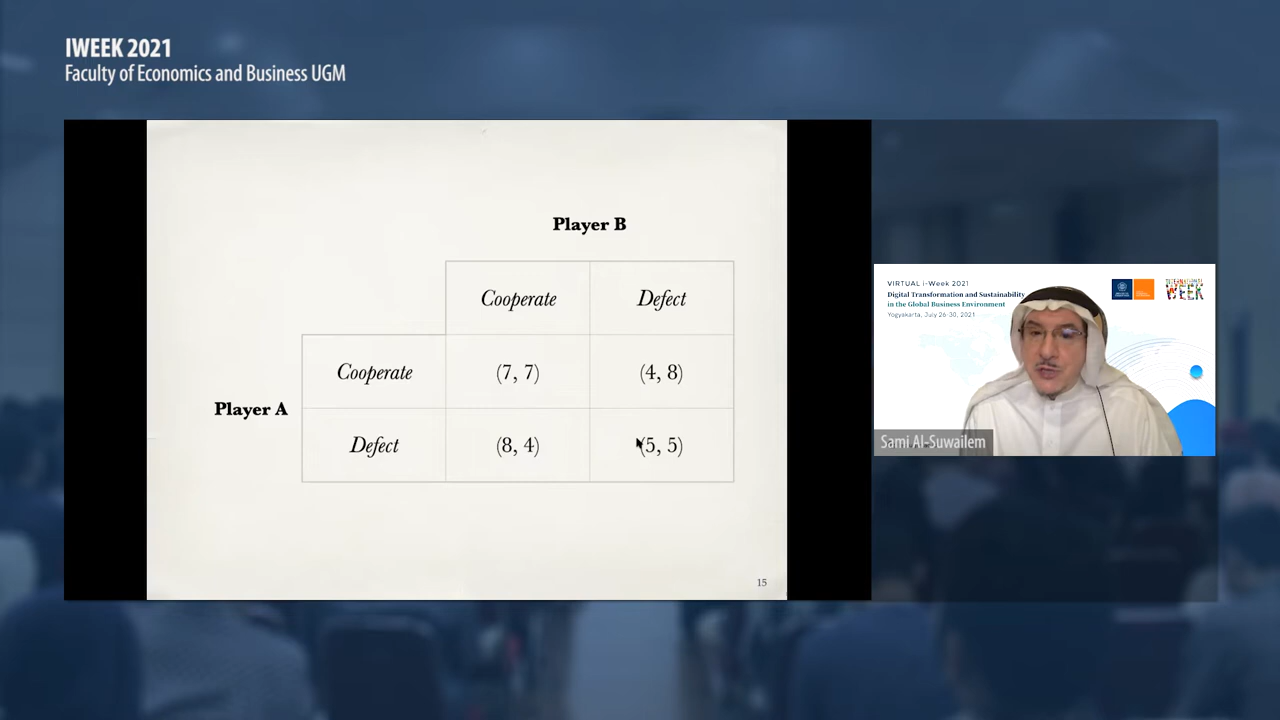 IWEEK 2021
Faculty of Economics and Business UGM
Player B
Cooperate
Defect
Player A
Cooperate
(7, 7)
(4, 8)
Defect
(8, 4)
(5, 5)
15
VIRTUAL i-Week 2021
Digital Transformation and Sustainability
in the Global Business Environment
Yogyakarta, July 26-30, 2021
INTERNATIONAL
WEEK
Sami Al-Suwailem